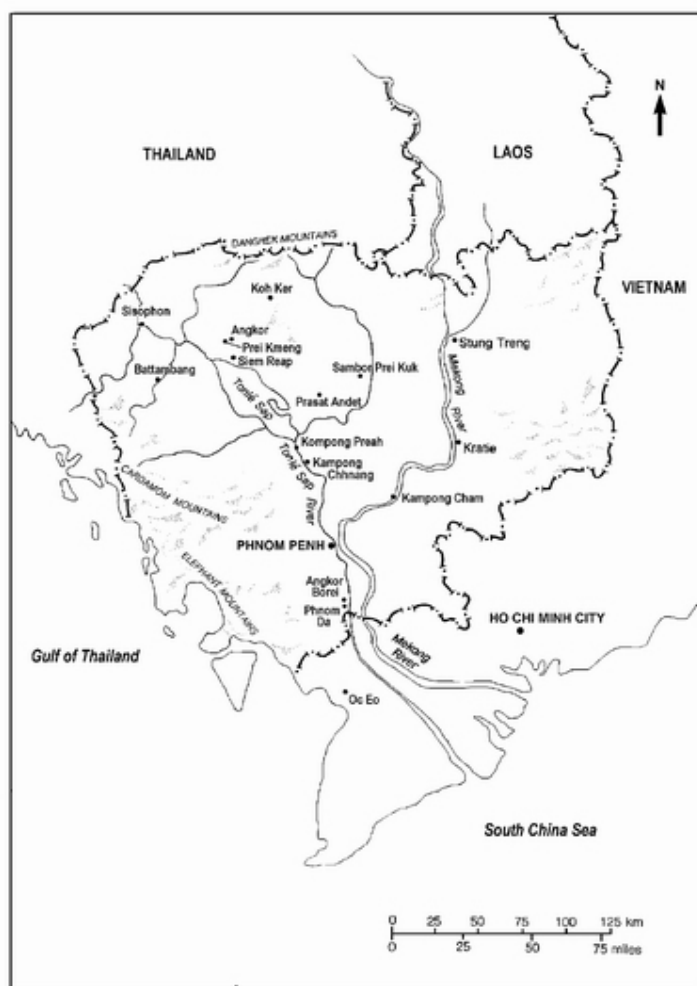 N
THAILAND
LAOS
DANGREK MOUNTAINS
VIETNAM
Koh Ker
Sisophon
Angkor
Prei Kmeng
Siem Reap
Stung Treng
Battambang
Sambor Prei Kuk
Mekong
River
Tonlé Sap
Prasat Andet
Kompong Preah
Kratie
Kampong
Chhnang
Tonlé Sap
River
CARDAMOM MOUNTAINS
Kampong Cham
PHNOM PENH
ELEPHANT MOUNTAINS
Angkor
Borei
Phnom
Da
HO CHI MINH CITY
Mekong
River
Gulf of Thailand
Oc Eo
South China Sea
0 25 50 75 100 125 km
0 25 50 75 miles